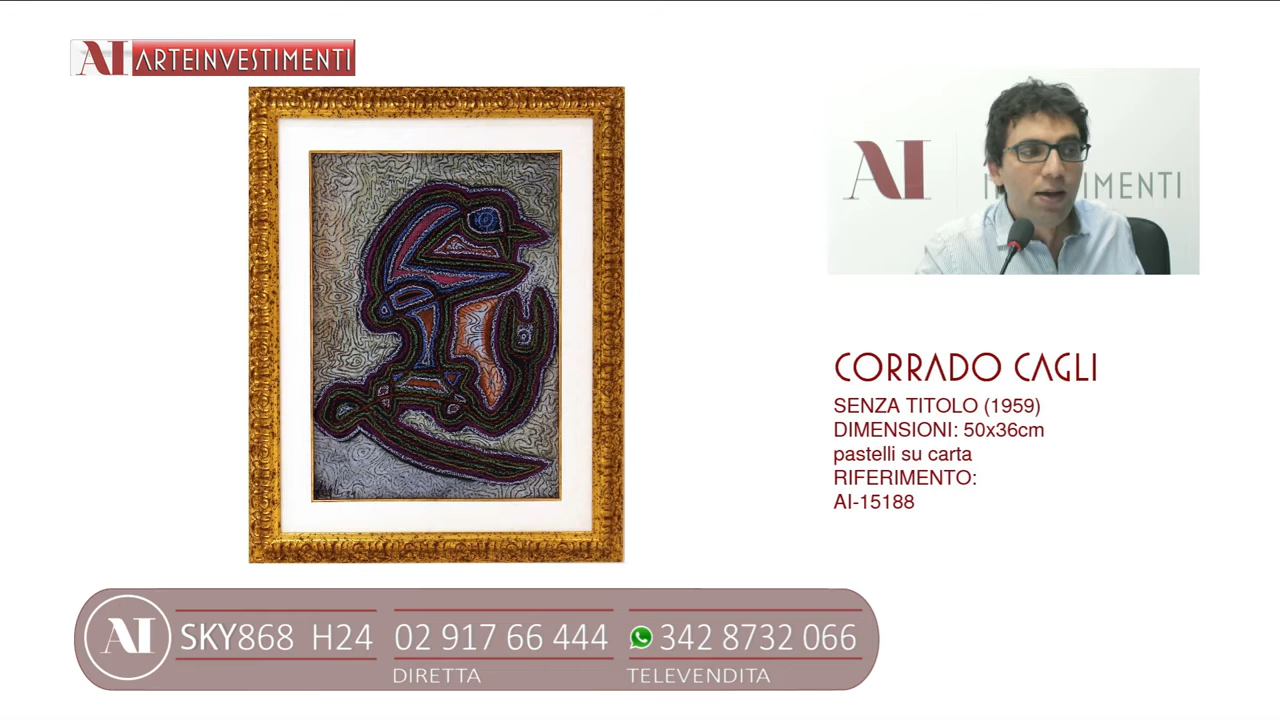 AI ARTEINVESTIMENTI
AI
IMENTI
CORRADO CAGLI
SENZA TITOLO (1959)
DIMENSIONI: 50x36cm
pastelli su carta
RIFERIMENTO:
AI-15188
AI SKY868 H24 02 917 66 444 342 8732 066
DIRETTA TELEVENDITA